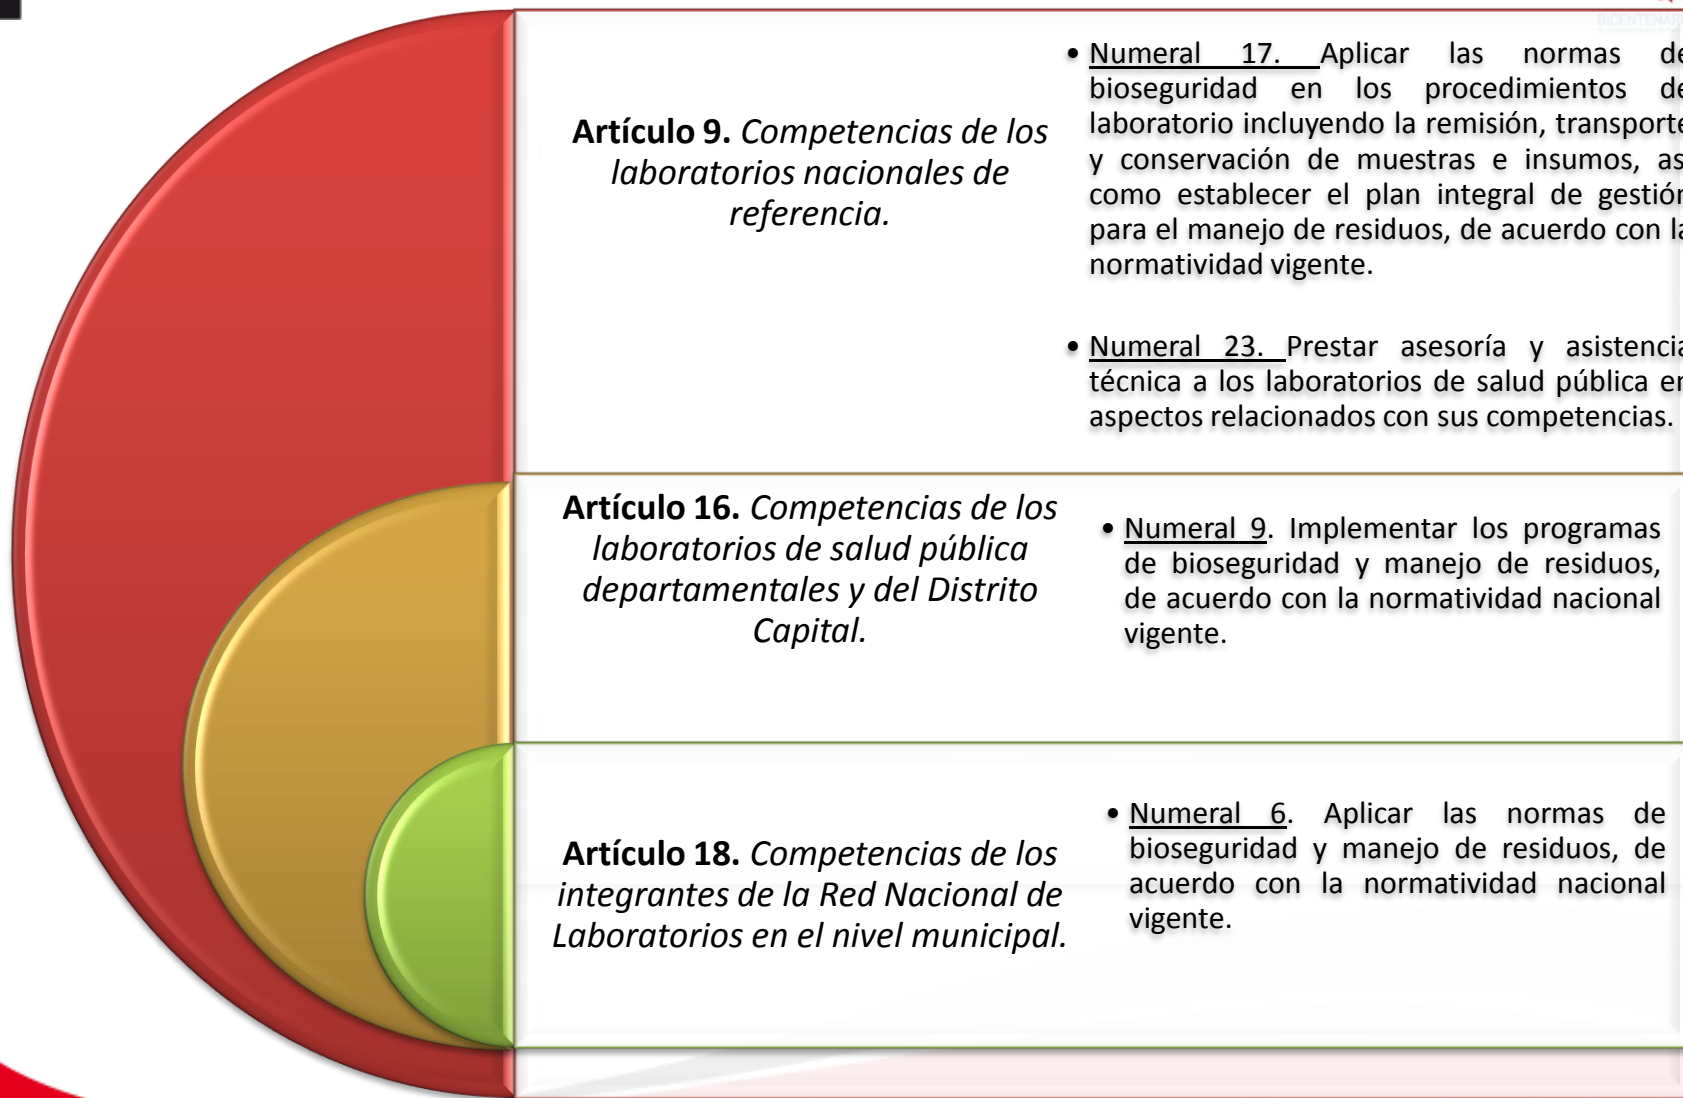 BICENTENAR
Artículo 9. Competencias de los
laboratorios nacionales de
referencia.
• Numeral 17. Aplicar las normas de
bioseguridad en los procedimientos de
laboratorio incluyendo la remisión, transporte
y conservación de muestras e insumos, as
como establecer el plan integral de gestión
para el manejo de residuos, de acuerdo con la
normatividad vigente.
• Numeral 23. Prestar asesoría y asistencia
técnica a los laboratorios de salud pública en
aspectos relacionados con sus competencias.
Artículo 16. Competencias de los
laboratorios de salud pública
departamentales y del Distrito
Capital.
• Numeral 9. Implementar los programas
de bioseguridad y manejo de residuos,
de acuerdo con la normatividad nacional
vigente.
Artículo 18. Competencias de los
integrantes de la Red Nacional de
Laboratorios en el nivel municipal.
• Numeral 6. Aplicar las normas de
bioseguridad y manejo de residuos, de
acuerdo con la normatividad nacional
vigente.